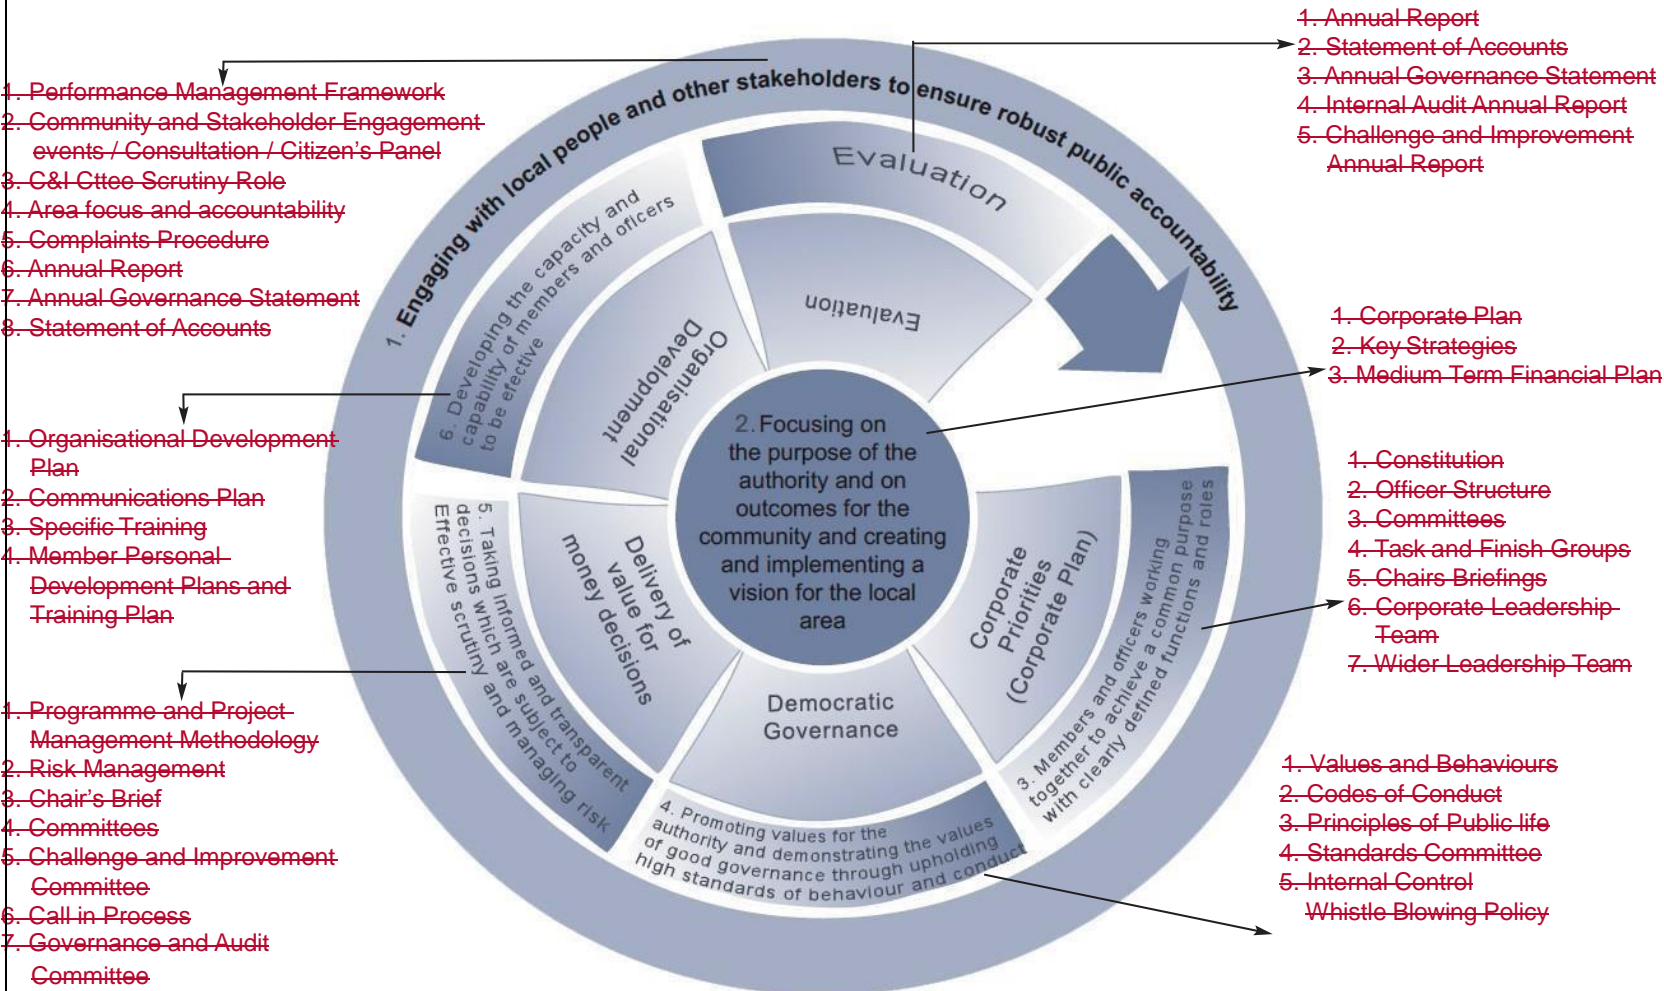 1. Performance Management Framework
2. Community and Stakeholder Engagement
events / Consultation / Citizen's Panel
3. C&I Cttee Scrutiny Role
4. Area focus and accountability
5. Complaints Procedure
6. Annual Report
7. Annual Governance Statement
8. Statement of Accounts
1. Organisational Development
Plan
2. Communications Plan
3. Specific Training
4. Member Personal
Development Plans and
Training Plan
1. Programme and Project
Management Methodology
2. Risk Management
3. Chair's Brief
4. Committees
5. Challenge and Improvement
Committee
6. Call in Process
7. Governance and Audit
Committee
1. Engaging with local people and other stakeholders to ensure robust public accountability
Evaluation
Evaluation
6. Developing the capacity and
capability of members and oficers
to be efective
Organisational
Development
2. Focusing on
the purpose of the
authority and on
outcomes for the
community and creating
and implementing a
vision for the local
area
5. Taking informed and transparent
decisions which are subject to
Effective scrutiny and managing risk
Delivery of
value for
money decisions
Democratic
Governance
4. Promoting values for the
authority and demonstrating the values
of good governance through upholding
high standards of behaviour and conduct
Corporate
Priorities
(Corporate Plan)
3. Members and officers working
together to achieve a common purpose
with clearly defined functions and roles
1. Annual Report
2. Statement of Accounts
3. Annual Governance Statement
4. Internal Audit Annual Report
5. Challenge and Improvement
Annual Report
1. Corporate Plan
2. Key Strategies
3. Medium Term Financial Plan
1. Constitution
2. Officer Structure
3. Committees
4. Task and Finish Groups
5. Chairs Briefings
6. Corporate Leadership
Team
7. Wider Leadership Team
1. Values and Behaviours
2. Codes of Conduct
3. Principles of Public life
4. Standards Committee
5. Internal Control
Whistle Blowing Policy